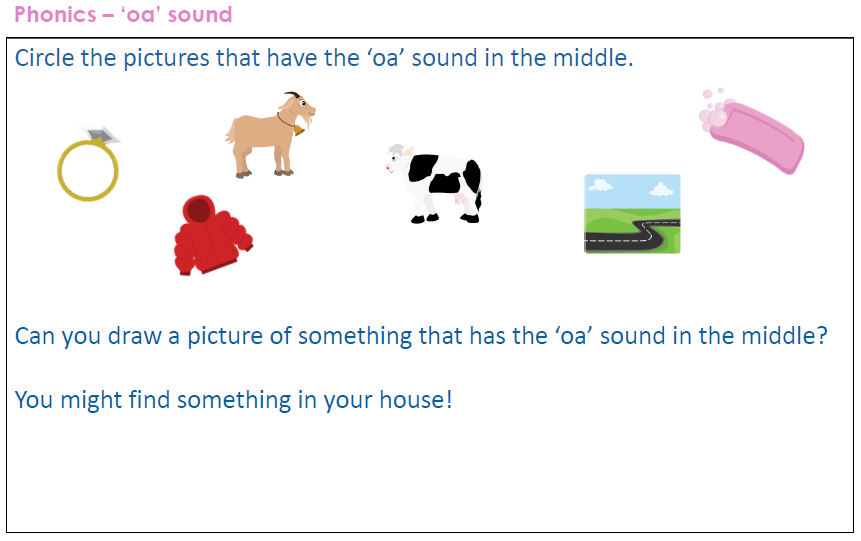 Phonics – ‘oa’ sound
Circle the pictures that have the ‘oa’ sound in the middle.
Can you draw a picture of something that has the ‘oa’ sound in the middle?
You might find something in your house!